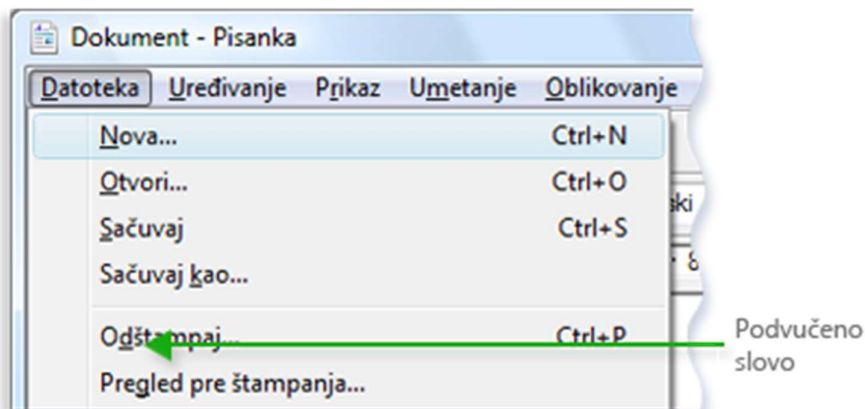 Dokument - Pisanka
Datoteka Uređivanje Prikaz Umetanje Oblikovanje
Nova... Ctrl+N
Otvori... Ctrl+O
ski
Sačuvaj Ctrl+S
Sačuvaj kao...
Odštampaj... Ctrl+P
Pregled pre štampanja...
Podvučeno
slovo